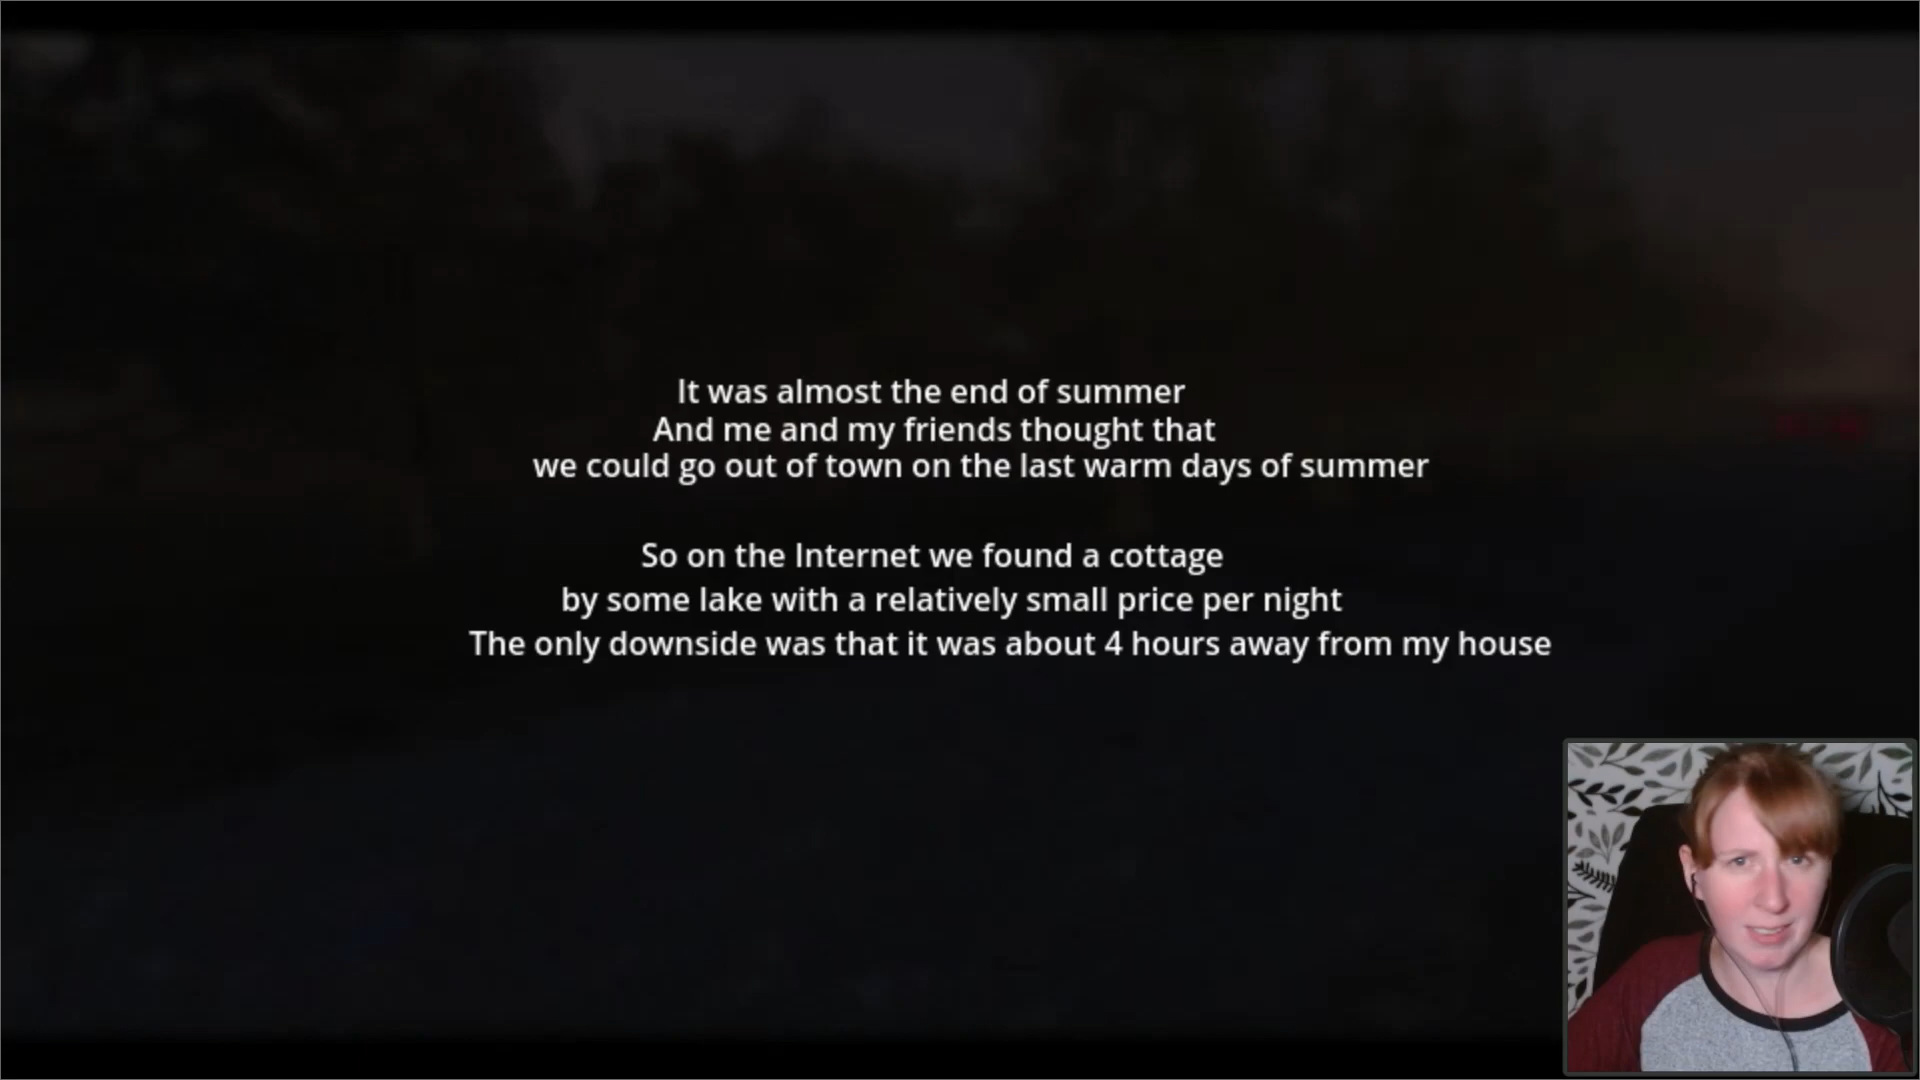 It was almost the end of summer
And me and my friends thought that
we could go out of town on the last warm days of summer
So on the Internet we found a cottage
by some lake with a relatively small price per night
The only downside was that it was about 4 hours away from my house